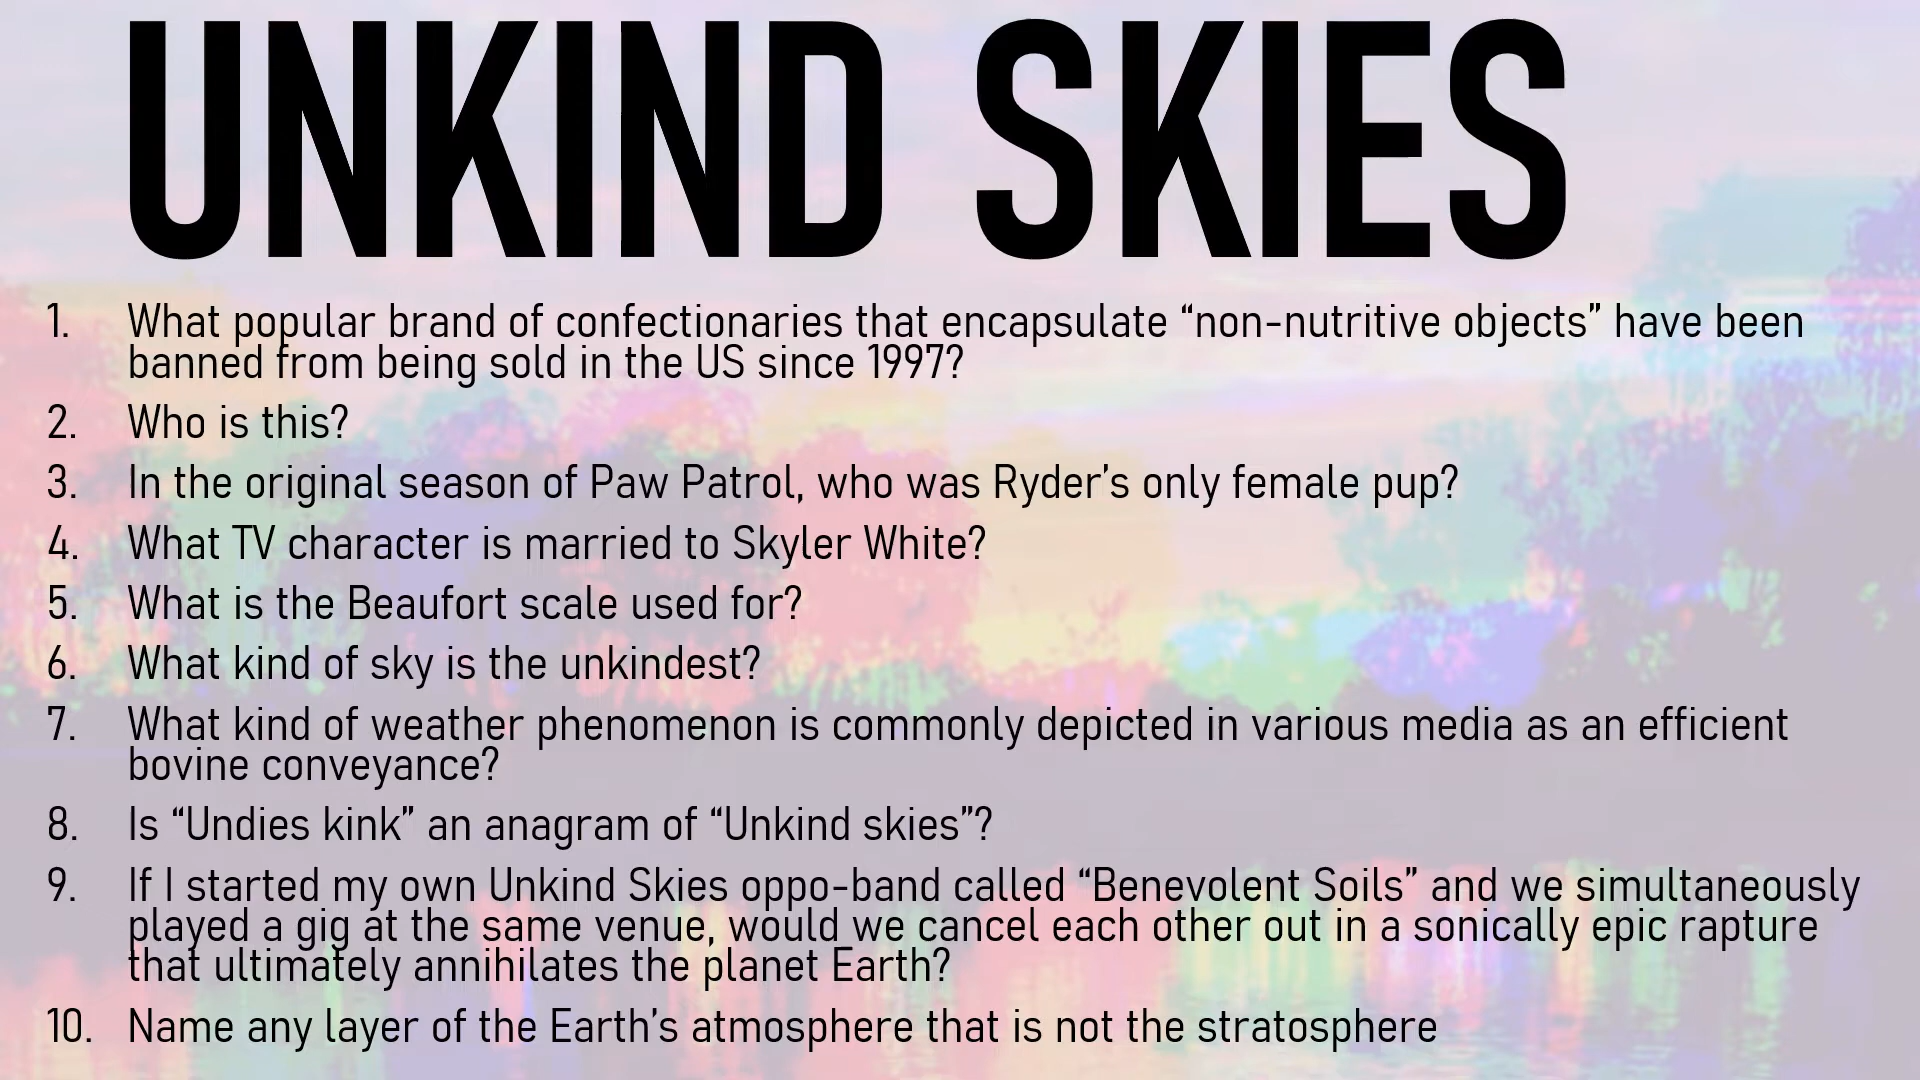 UNKIND SKIES
1. What popular brand of confectionaries that encapsulate “non-nutritive objects” have been
banned from being sold in the US since 1997?
2. Who is this?
3. In the original season of Paw Patrol, who was Ryder’s only female pup?
4. What TV character is married to Skyler White?
5. What is the Beaufort scale used for?
6. What kind of sky is the unkindest?
7. What kind of weather phenomenon is commonly depicted in various media as an efficient
bovine conveyance?
8. Is “Undies kink” an anagram of “Unkind skies”?
9. If I started my own Unkind Skies oppo-band called “Benevolent Soils” and we simultaneously
played a gig at the same venue, would we cancel each other out in a sonically epic rapture
that ultimately annihilates the planet Earth?
10. Name any layer of the Earth’s atmosphere that is not the stratosphere